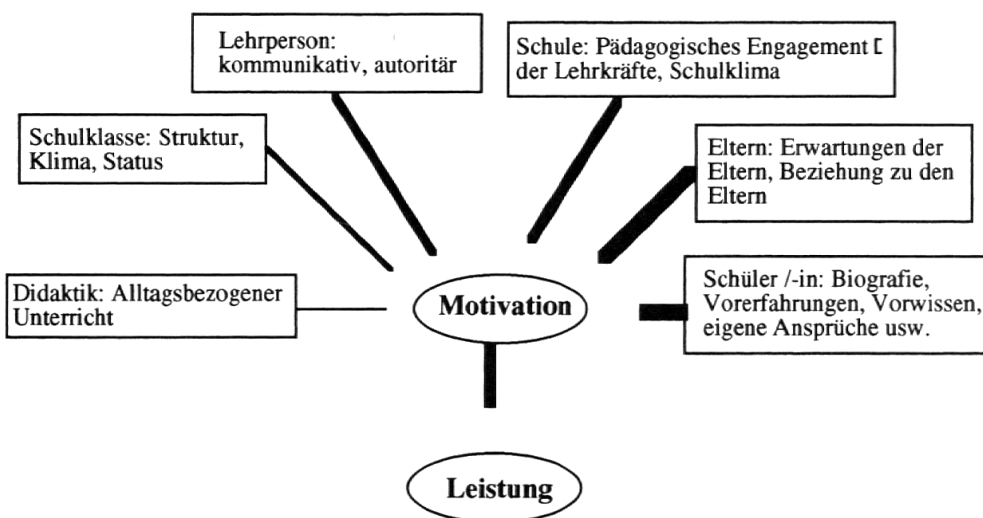 Lehrperson:
kommunikativ, autoritär
Schule: Pädagogisches Engagement
der Lehrkräfte, Schulklima
Schulklasse: Struktur,
Klima, Status
Eltern: Erwartungen der
Eltern, Beziehung zu den
Eltern
Didaktik: Alltagsbezogener
Unterricht
Motivation
Schüler /-in: Biografie,
Vorerfahrungen, Vorwissen,
eigene Ansprüche usw.
Leistung